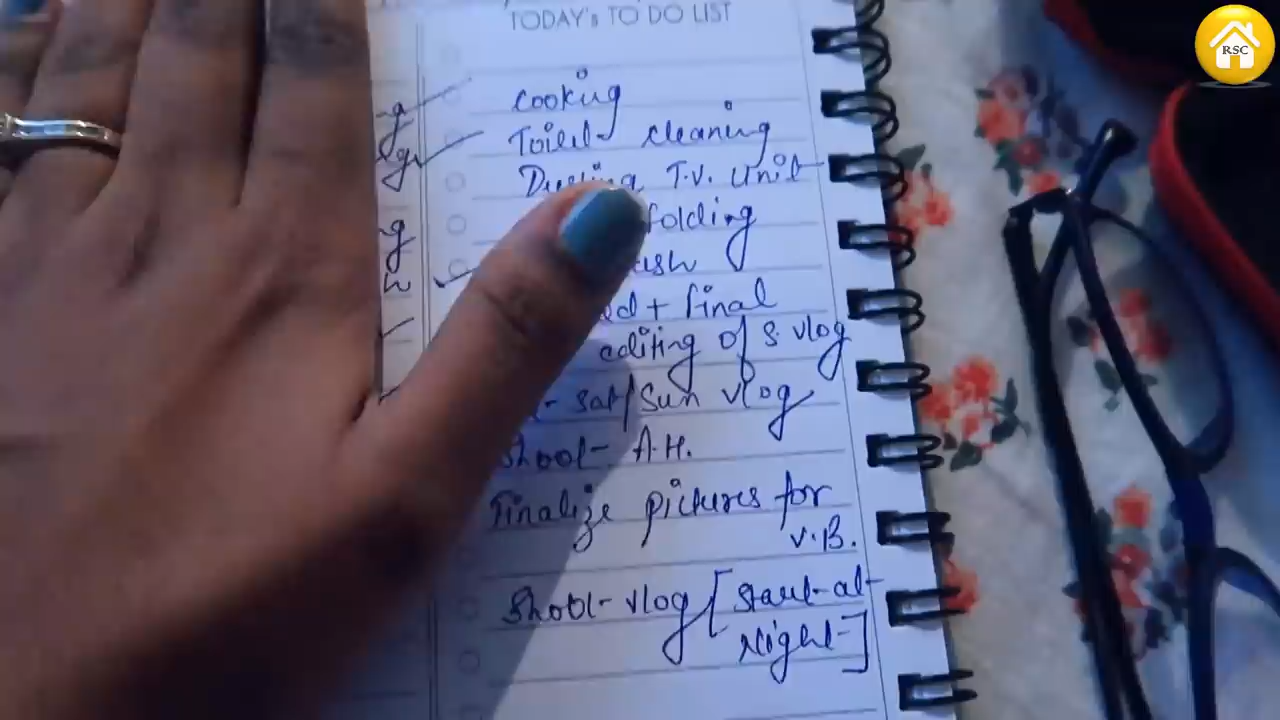 TODAY's TO DO LIST
Cooking
Toilet cleaning
Dusting T.V. Unit
folding
ed + final
editing of S. vlog
Sat/Sun vlog
Shoot - A.H.
Finalize pictures for
V.B.
Shoot - vlog [Start at
Night]
RSC